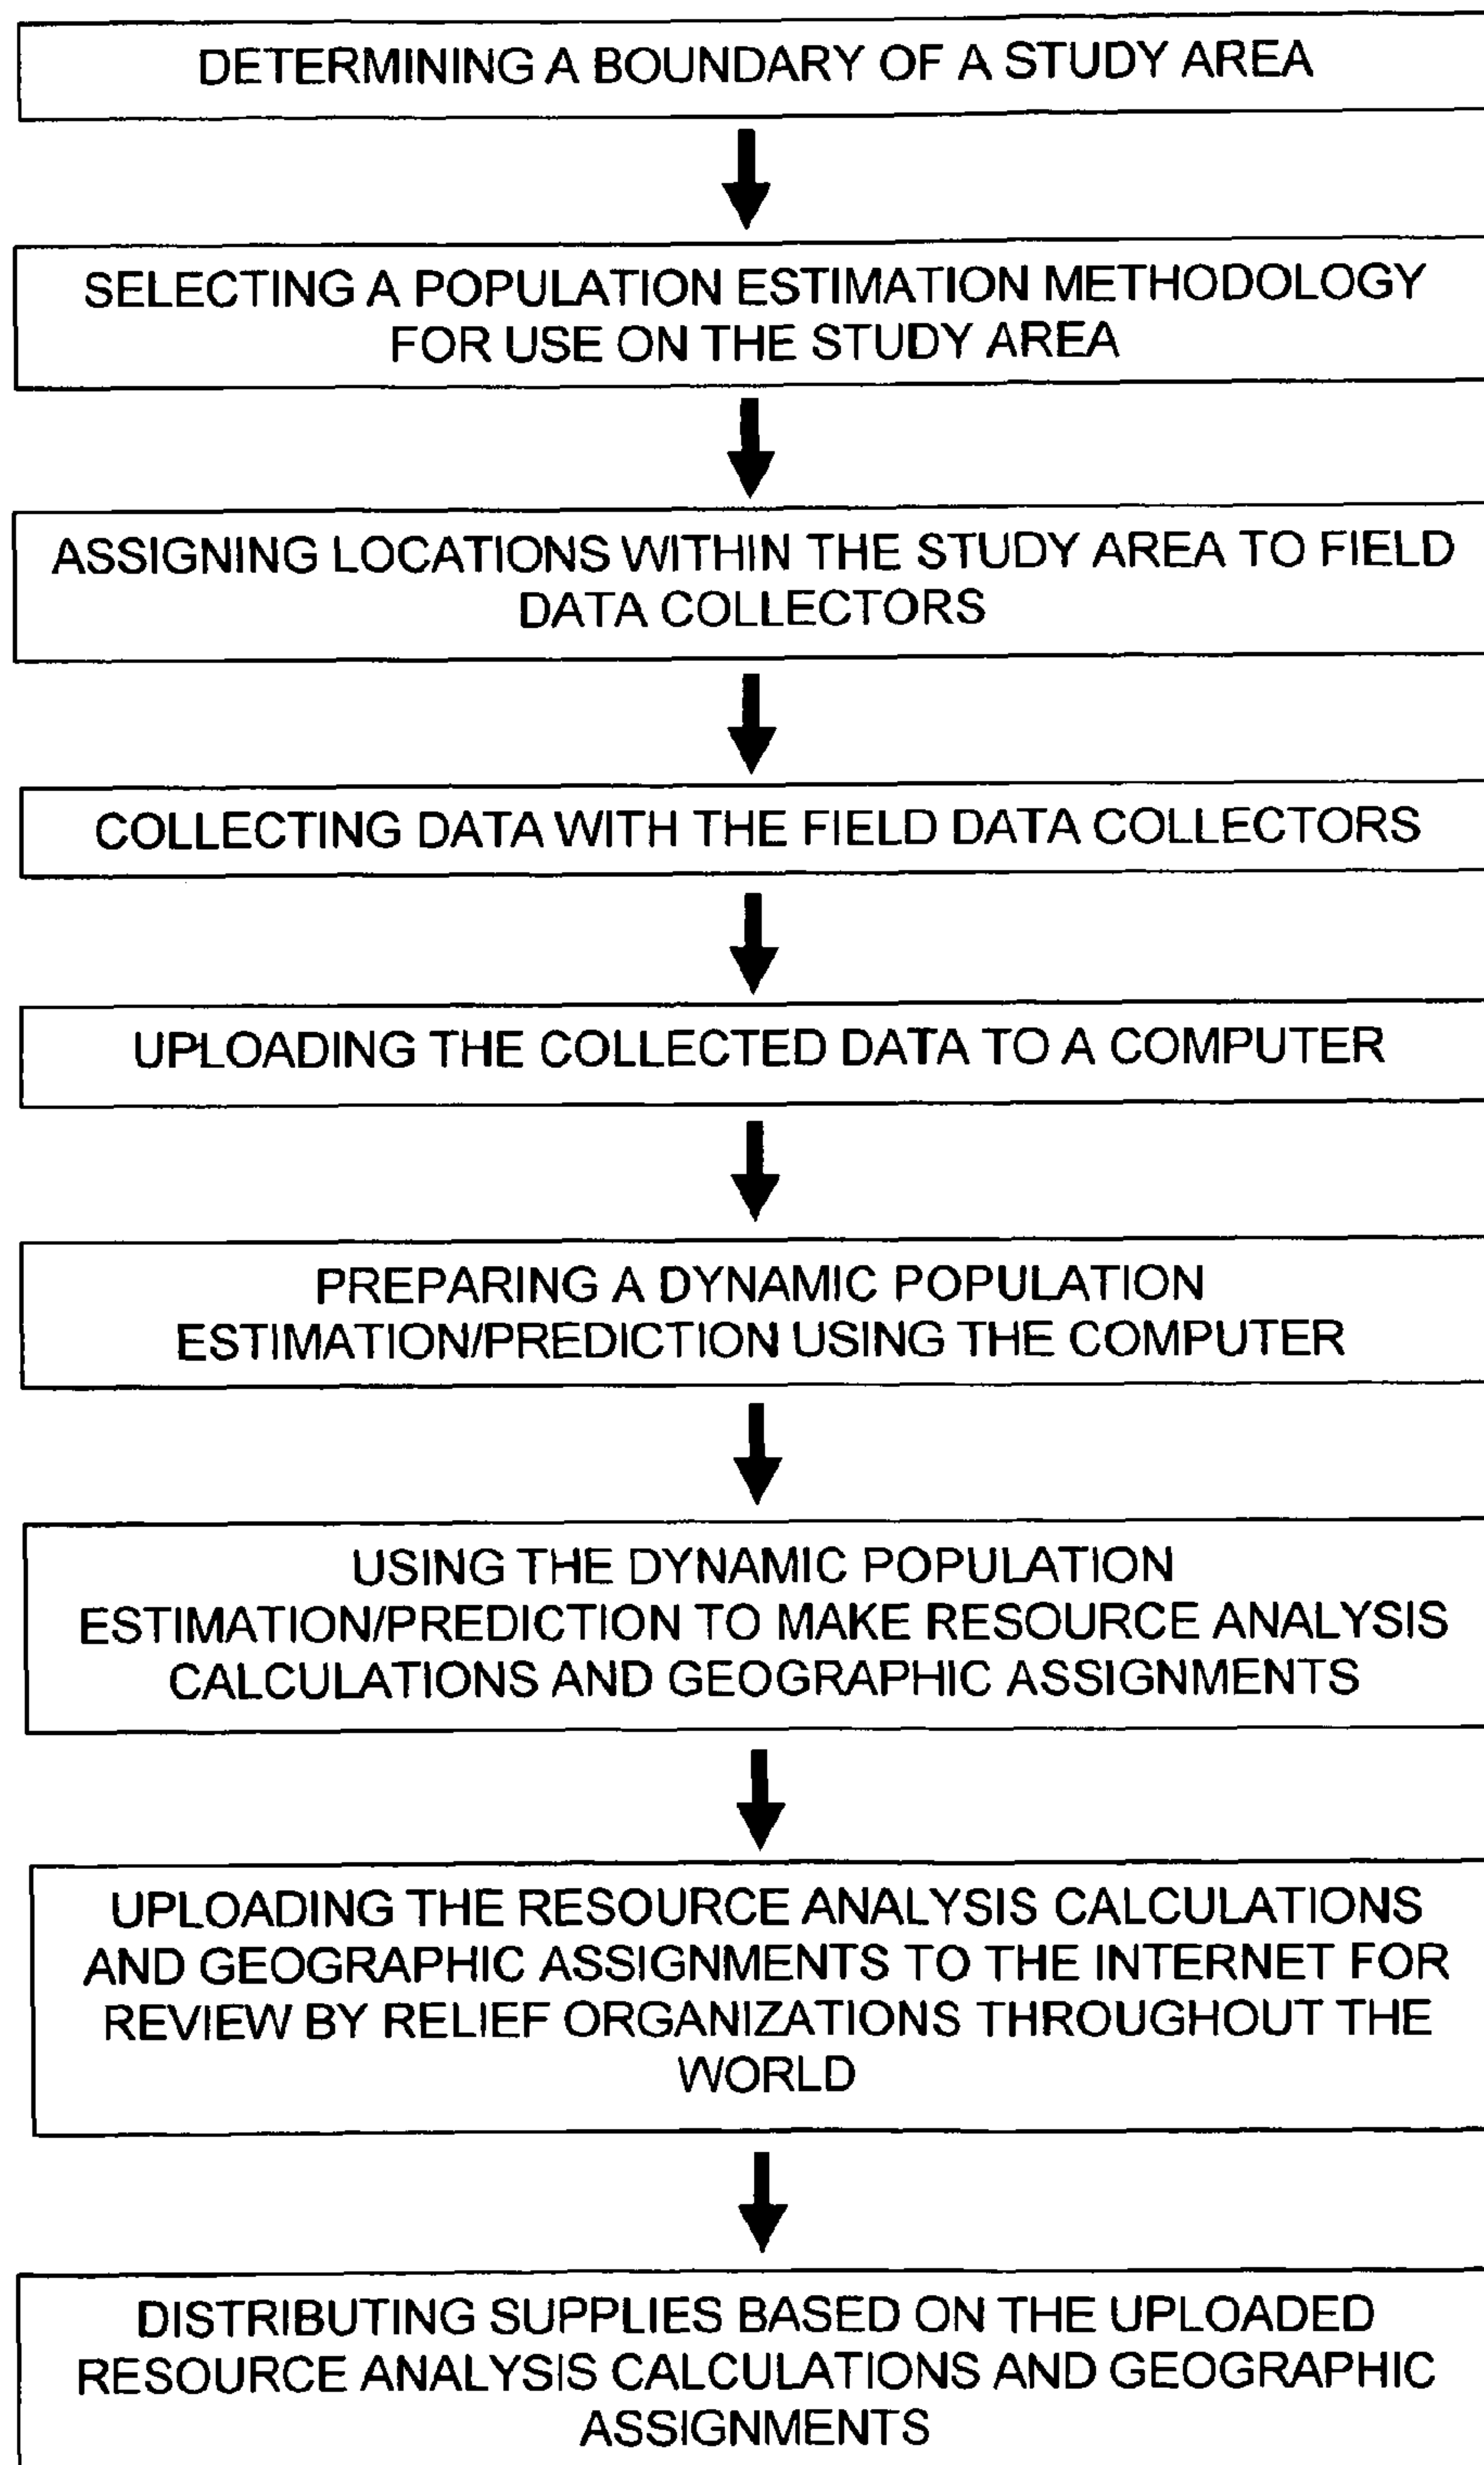 DETERMINING A BOUNDARY OF A STUDY AREA
SELECTING A POPULATION ESTIMATION METHODOLOGY
FOR USE ON THE STUDY AREA
ASSIGNING LOCATIONS WITHIN THE STUDY AREA TO FIELD
DATA COLLECTORS
COLLECTING DATA WITH THE FIELD DATA COLLECTORS
UPLOADING THE COLLECTED DATA TO A COMPUTER
PREPARING A DYNAMIC POPULATION
ESTIMATION/PREDICTION USING THE COMPUTER
USING THE DYNAMIC POPULATION
ESTIMATION/PREDICTION TO MAKE RESOURCE ANALYSIS
CALCULATIONS AND GEOGRAPHIC ASSIGNMENTS
UPLOADING THE RESOURCE ANALYSIS CALCULATIONS
AND GEOGRAPHIC ASSIGNMENTS TO THE INTERNET FOR
REVIEW BY RELIEF ORGANIZATIONS THROUGHOUT THE
WORLD
DISTRIBUTING SUPPLIES BASED ON THE UPLOADED
RESOURCE ANALYSIS CALCULATIONS AND GEOGRAPHIC
ASSIGNMENTS